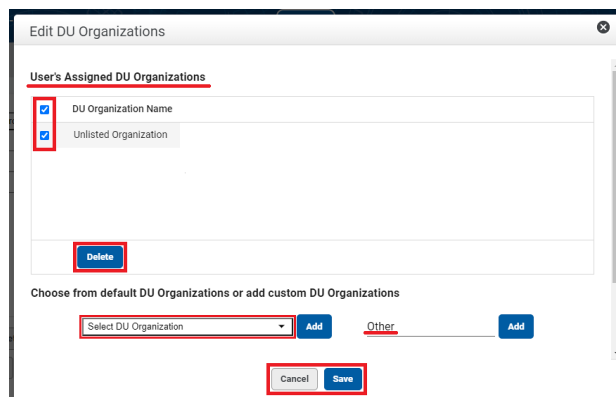 Edit DU Organizations
User's Assigned DU Organizations
DU Organization Name
Unlisted Organization
Delete
Choose from default DU Organizations or add custom DU Organizations
Select DU Organization Add Other Add
Cancel Save